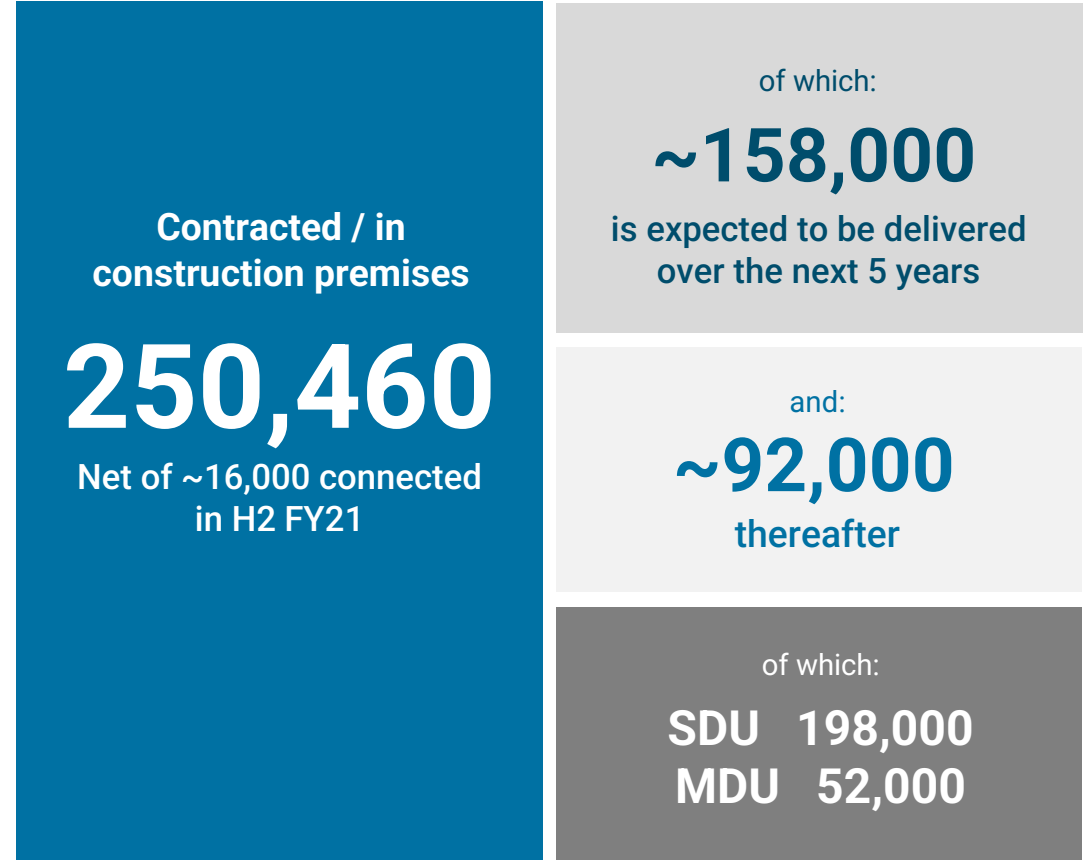 Contracted / in
construction premises
250,460
Net of ~16,000 connected
in H2 FY21
of which:
~158,000
is expected to be delivered
over the next 5 years
and:
~92,000
thereafter
of which:
SDU 198,000
MDU 52,000